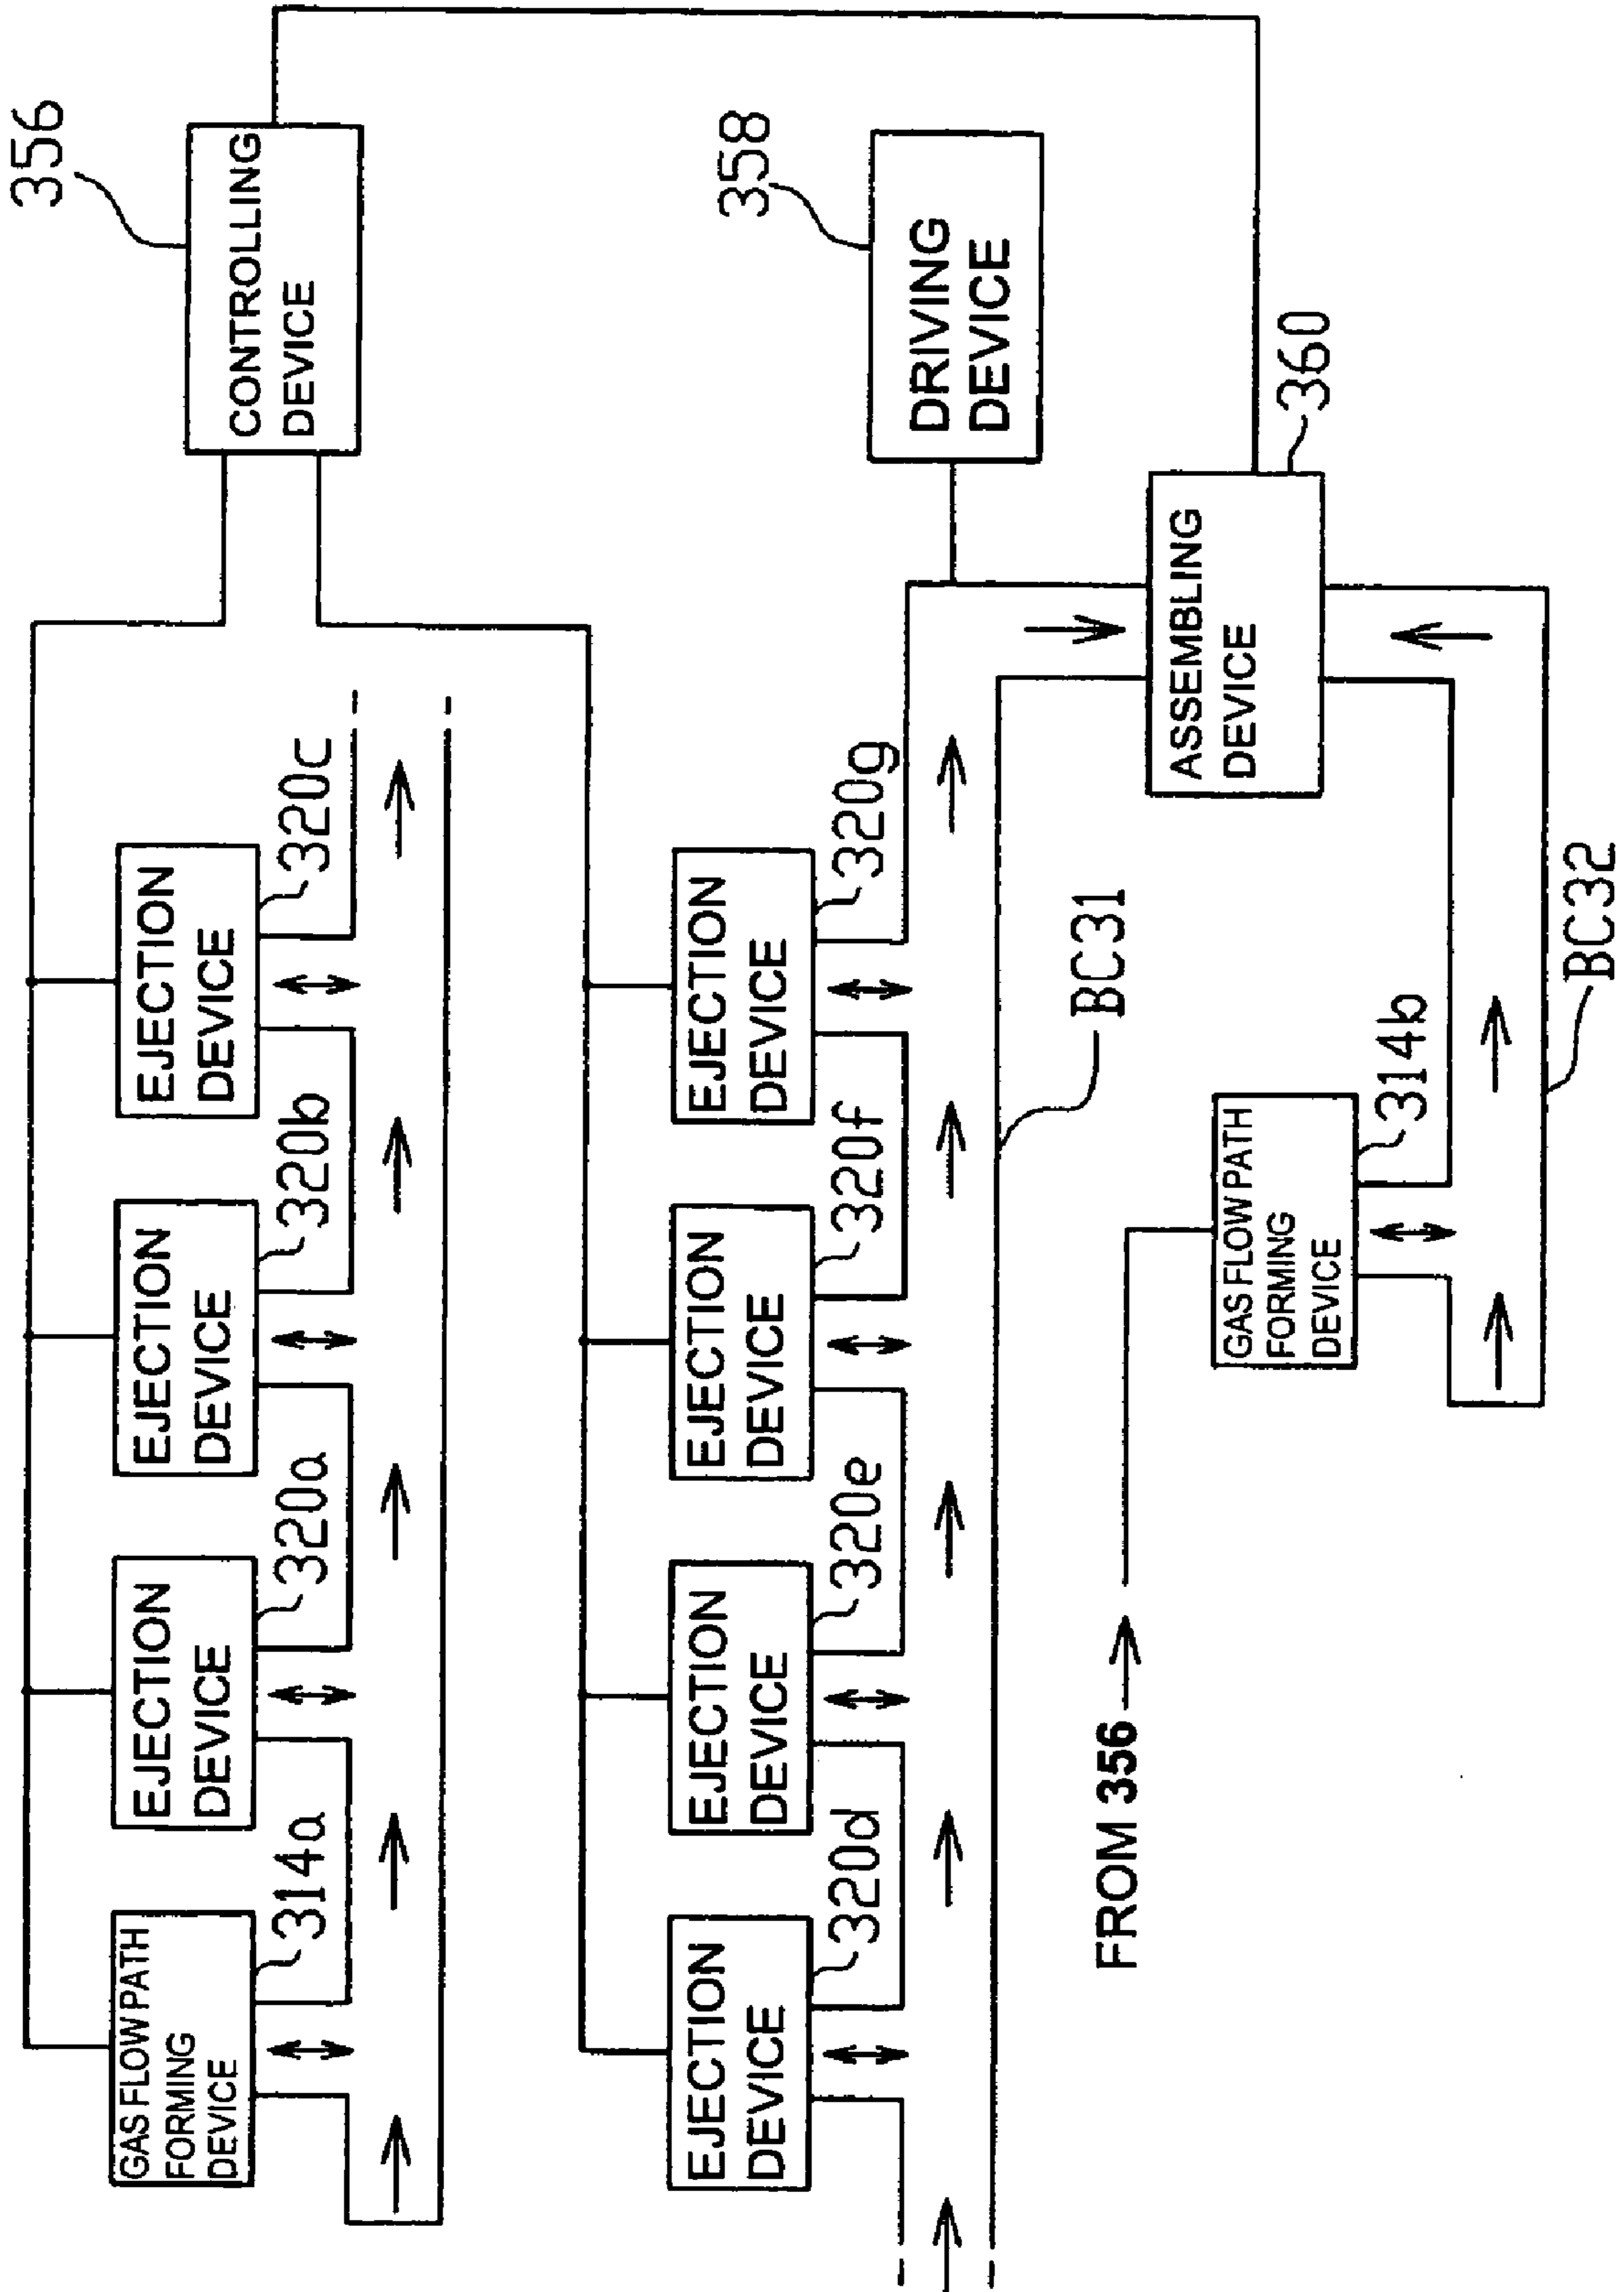 GAS FLOW PATH
FORMING
DEVICE
314a
EJECTION
DEVICE
320a
EJECTION
DEVICE
320b
EJECTION
DEVICE
320c
CONTROLLING
DEVICE
356
EJECTION
DEVICE
320d
EJECTION
DEVICE
320e
EJECTION
DEVICE
320f
EJECTION
DEVICE
320g
DRIVING
DEVICE
358
BC31
ASSEMBLING
DEVICE
360
FROM 356
GAS FLOW PATH
FORMING
DEVICE
314b
BC32